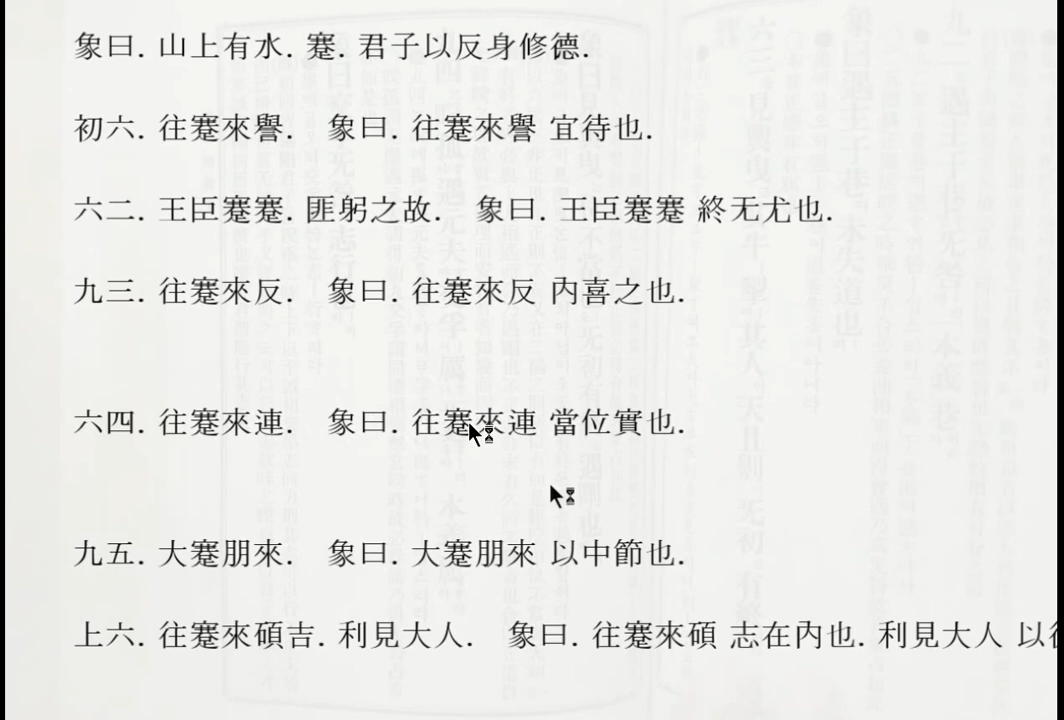 象曰. 山上有水. 蹇. 君子以反身修德.
初六. 往蹇來譽. 象曰. 往蹇來譽 宜待也.
六二. 王臣蹇蹇. 匪躬之故. 象曰. 王臣蹇蹇 終无尤也.
九三. 往蹇來反. 象曰. 往蹇來反 內喜之也.
六四. 往蹇來連. 象曰. 往蹇來連 當位實也.
九五. 大蹇朋來. 象曰. 大蹇朋來 以中節也.
上六. 往蹇來碩吉. 利見大人. 象曰. 往蹇來碩 志在內也. 利見大人 以